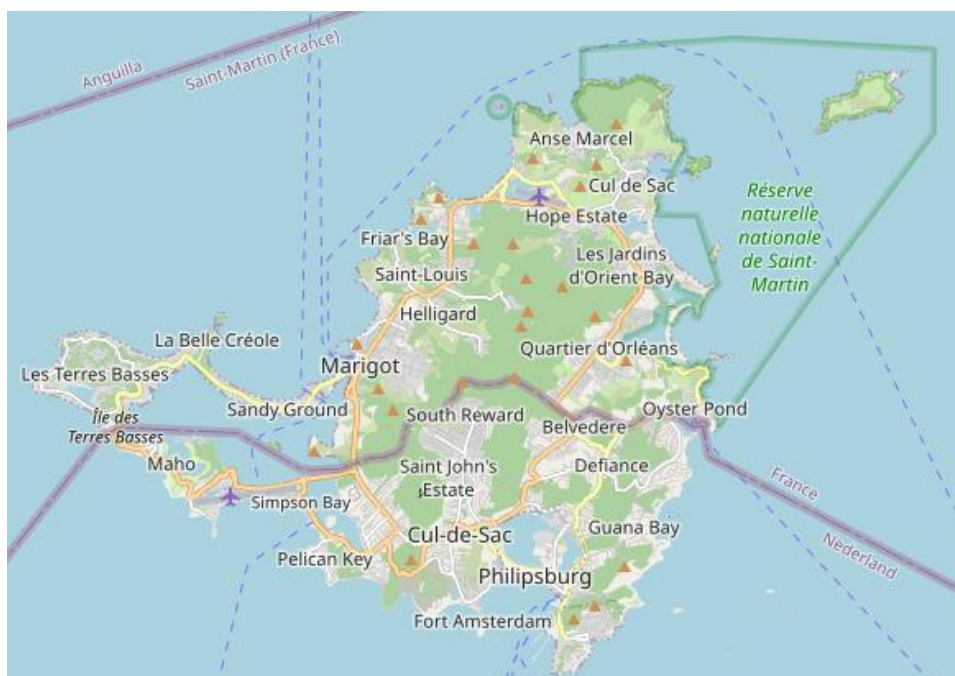 Anguilla
Saint-Martin (France)
Anse Marcel
Cul de Sac
Hope Estate
Réserve
naturelle
nationale
de Saint-
Martin
Friar's Bay
Les Jardins
d'Orient Bay
Saint-Louis
Helligard
La Belle Créole
Quartier d'Orléans
Marigot
Les Terres Basses
Sandy Ground
South Reward
Oyster Pond
Île des
Terres Basses
Belvedere
Maho
Saint John's
Estate
Defiance
France
Simpson Bay
Guana Bay
Cul-de-Sac
Nederland
Pelican Key
Philipsburg
Fort Amsterdam